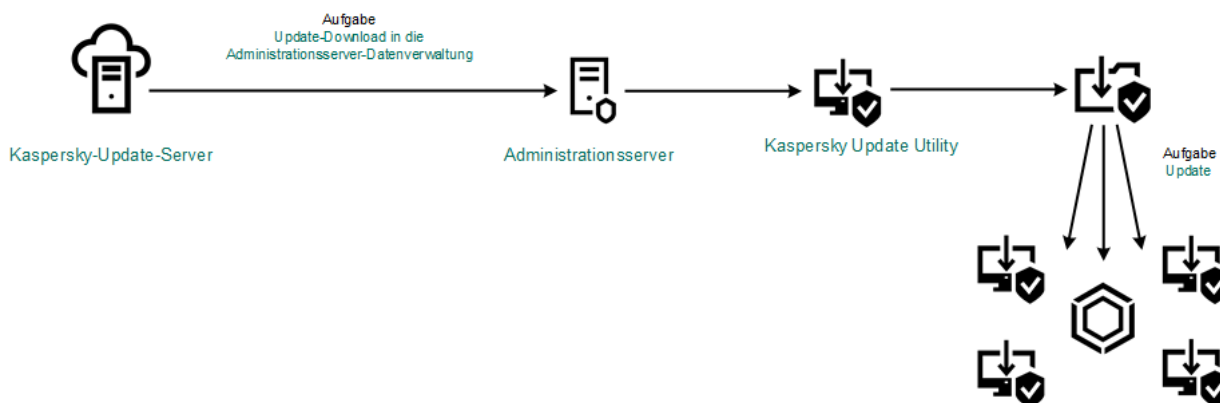 Aufgabe
Update-Download in die
Administrationsserver-Datenverwaltung
Kaspersky-Update-Server
Administrationsserver
Kaspersky Update Utility
Aufgabe
Update